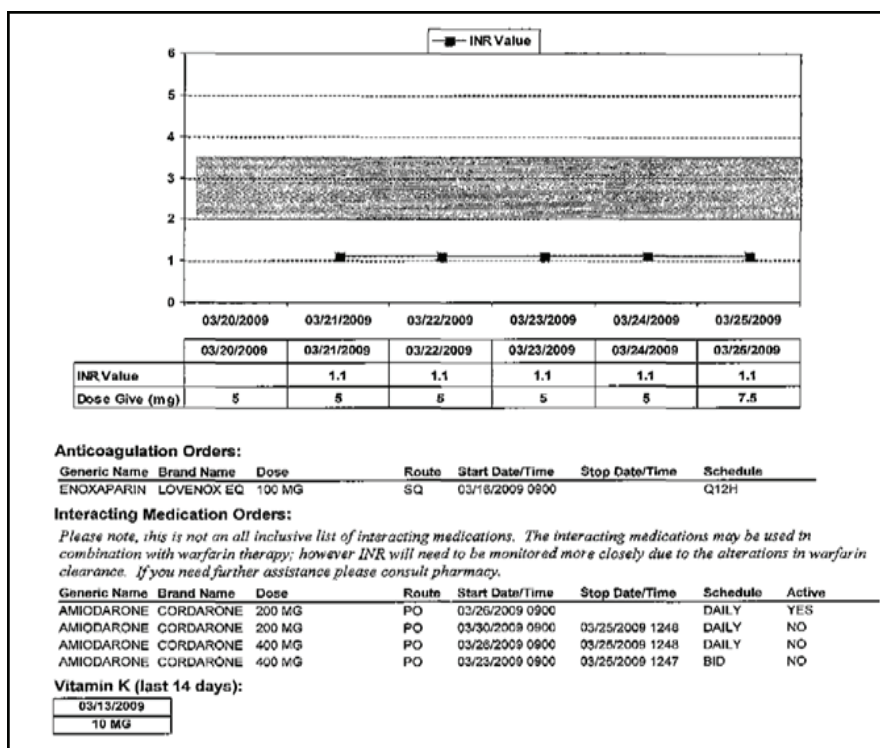 INR Value
6
5
4
3
2
1
0
03/20/2009 03/21/2009 03/22/2009 03/23/2009 03/24/2009 03/25/2009
03/20/2009 03/21/2009 03/22/2009 03/23/2009 03/24/2009 03/25/2009
INR Value 1.1 1.1 1.1 1.1 1.1
Dose Give (mg) 5 5 5 5 5 7.5
Anticoagulation Orders:
Generic Name Brand Name Dose Route Start Date/Time Stop Date/Time Schedule
ENOXAPARIN LOVENOX EQ 100 MG SQ 03/16/2009 0900 Q12H
Interacting Medication Orders:
Please note, this is not an all inclusive list of interacting medications. The interacting medications may be used in
combination with warfarin therapy; however INR will need to be monitored more closely due to the alterations in warfarin
clearance. If you need further assistance please consult pharmacy.
Generic Name Brand Name Dose Route Start Date/Time Stop Date/Time Schedule Active
AMIODARONE CORDARONE 200 MG PO 03/26/2009 0900 DAILY YES
AMIODARONE CORDARONE 200 MG PO 03/30/2009 0900 03/25/2009 1248 DAILY NO
AMIODARONE CORDARONE 400 MG PO 03/26/2009 0900 03/25/2009 1248 DAILY NO
AMIODARONE CORDARONE 400 MG PO 03/23/2009 0900 03/25/2009 1247 BID NO
Vitamin K (last 14 days):
03/13/2009
10 MG